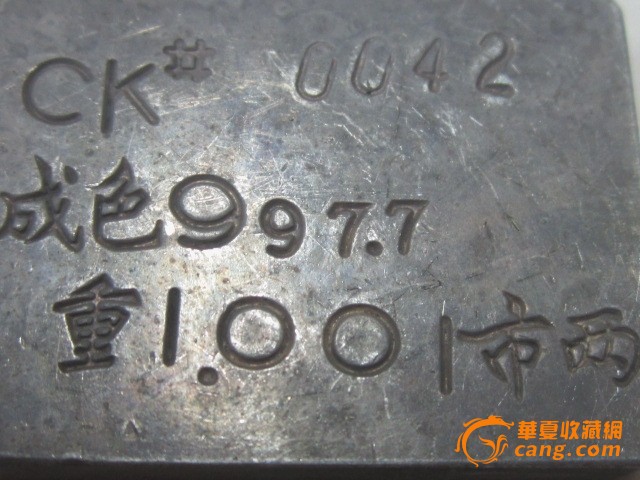 CK# 0042
成色997.7
重1.001市两
華夏收藏網
cang.com